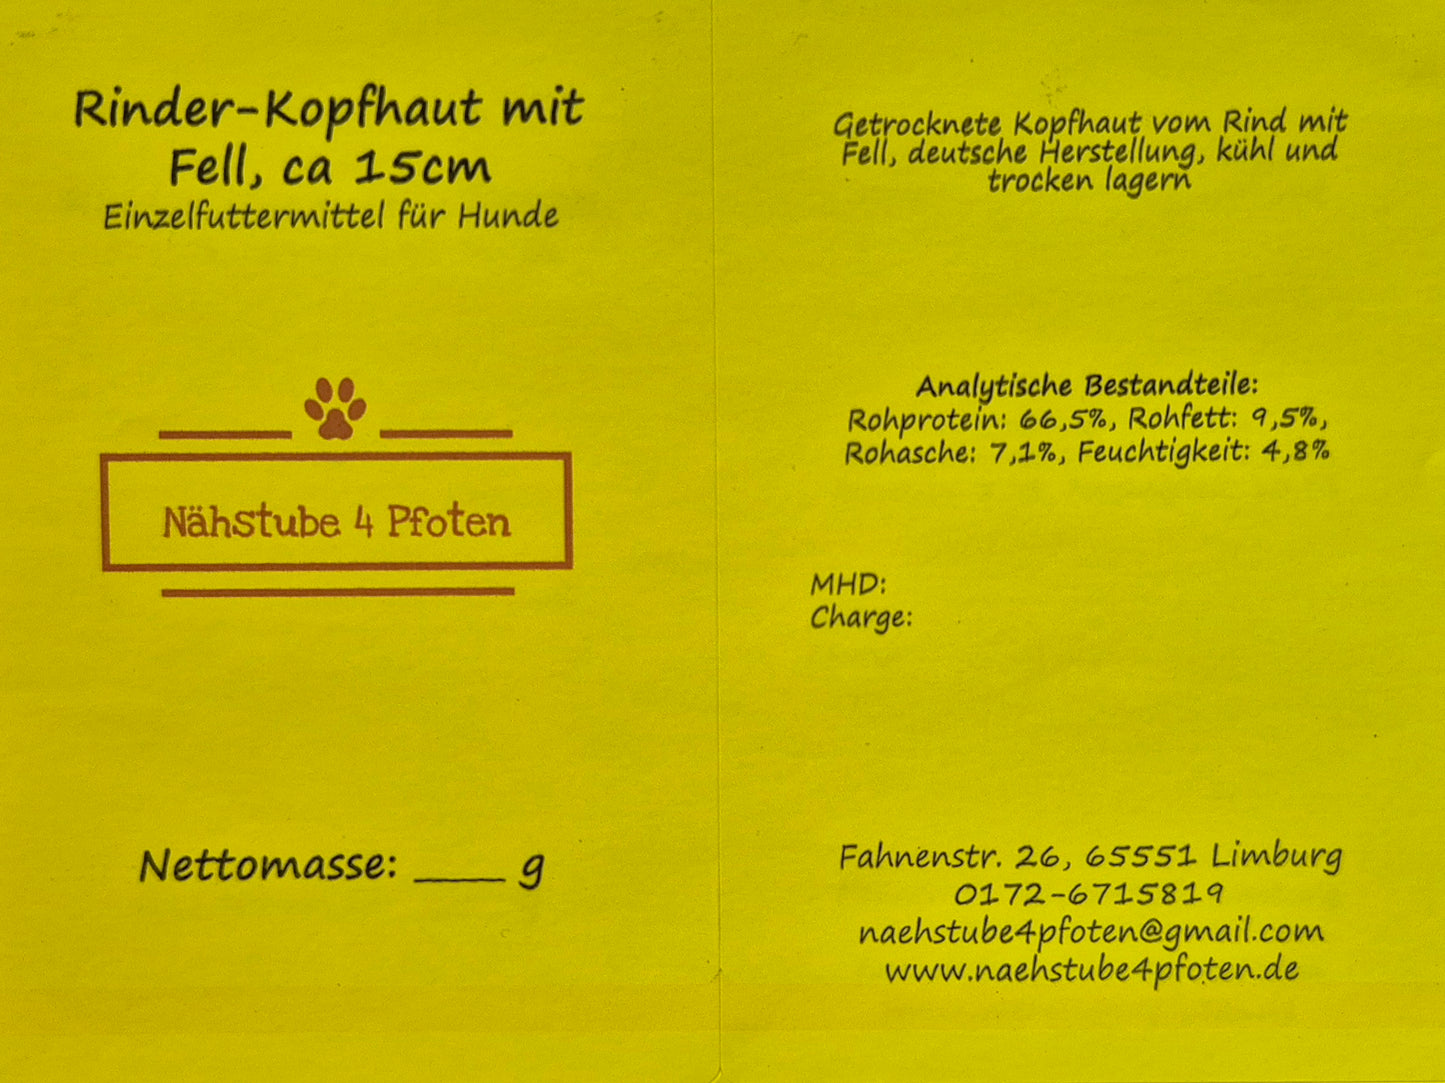 Rinder-Kopfhaut mit
Fell, ca 15cm
Einzelfuttermittel für Hunde
Nähstube 4 Pfoten
Nettomasse: ____ g
Getrocknete Kopfhaut vom Rind mit
Fell, deutsche Herstellung, kühl und
trocken lagern
Analytische Bestandteile:
Rohprotein: 66,5%, Rohfett: 9,5%,
Rohasche: 7,1%, Feuchtigkeit: 4,8%
MHD:
Charge:
Fahnenstr. 26, 65551 Limburg
0172-6715819
naehstube4pfoten@gmail.com
www.naehstube4pfoten.de